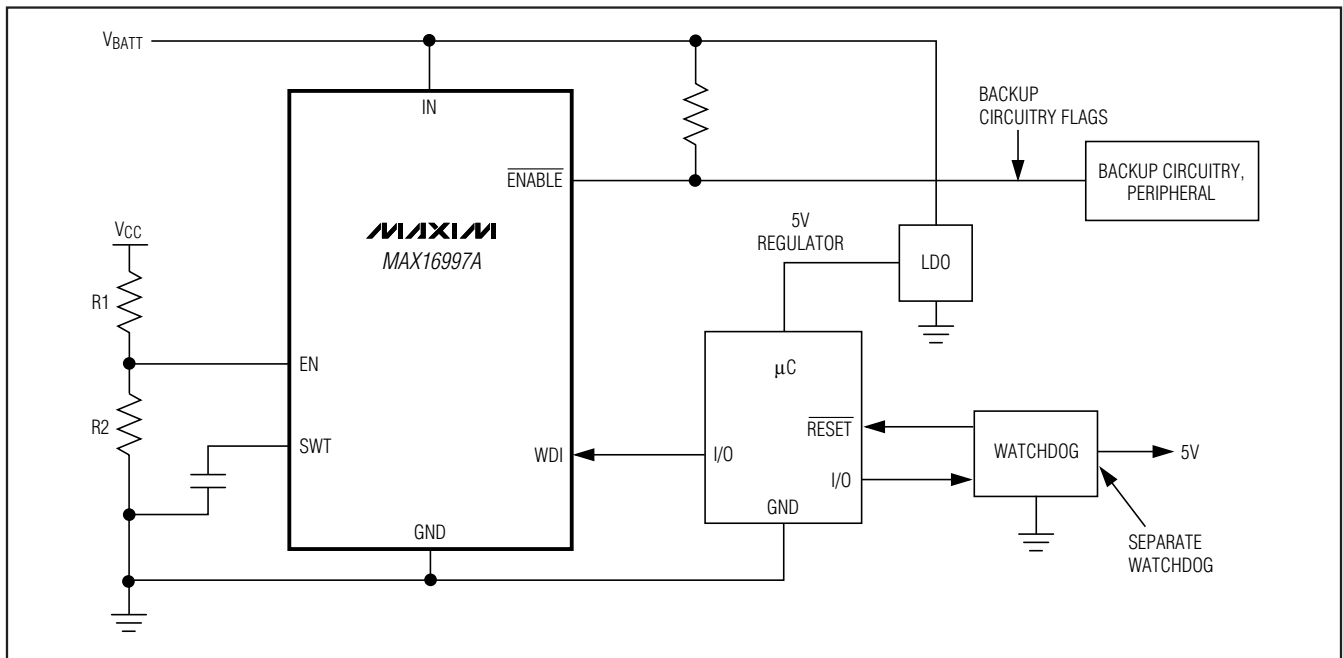 VBATT
IN
BACKUP
CIRCUITRY FLAGS
ENABLE
BACKUP CIRCUITRY,
PERIPHERAL
VCC
MAXIM
MAX16997A
5V
REGULATOR
LDO
R1
EN
µC
R2
SWT
RESET
WDI
I/O
WATCHDOG
5V
I/O
GND
GND
SEPARATE
WATCHDOG